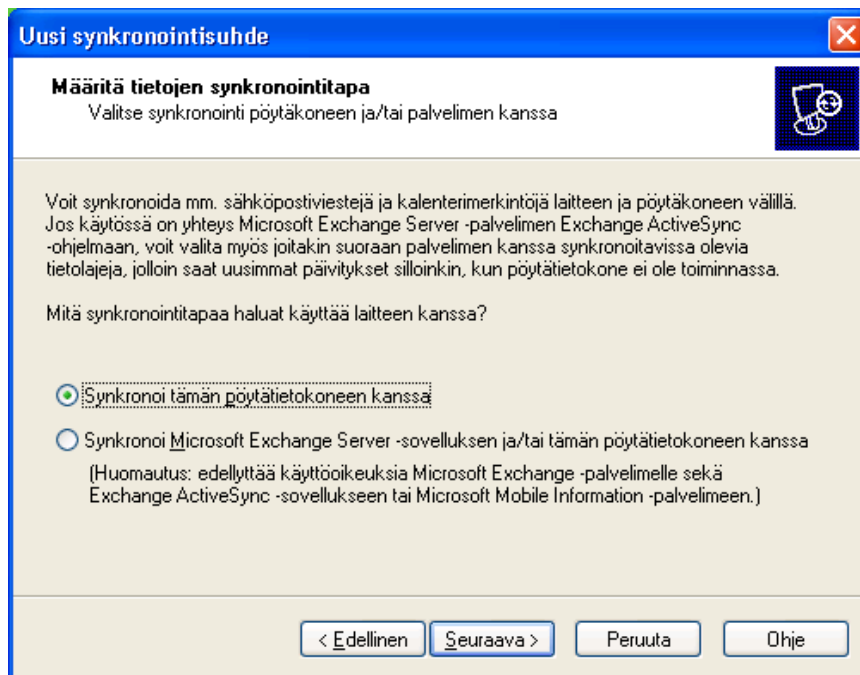 Uusi synkronointisuhde
Määritä tietojen synkronointitapa
Valitse synkronointi pöytäkoneen ja/tai palvelimen kanssa
Voit synkronoida mm. sähköpostiviestejä ja kalenterimerkintöjä laitteen ja pöytäkoneen välillä.
Jos käytössä on yhteys Microsoft Exchange Server -palvelimen Exchange ActiveSync
-ohjelmaan, voit valita myös joitakin suoraan palvelimen kanssa synkronoitavissa olevia
tietolajeja, jolloin saat uusimmat päivitykset silloinkin, kun pöytätietokone ei ole toiminnassa.
Mitä synkronointitapaa haluat käyttää laitteen kanssa?
Synkronoi tämän pöytätietokoneen kanssa
Synkronoi Microsoft Exchange Server -sovelluksen ja/tai tämän pöytätietokoneen kanssa
(Huomautus: edellyttää käyttöoikeuksia Microsoft Exchange -palvelimelle sekä
Exchange ActiveSync -sovellukseen tai Microsoft Mobile Information -palvelimeen.)
< Edellinen Seuraava > Peruuta Ohje